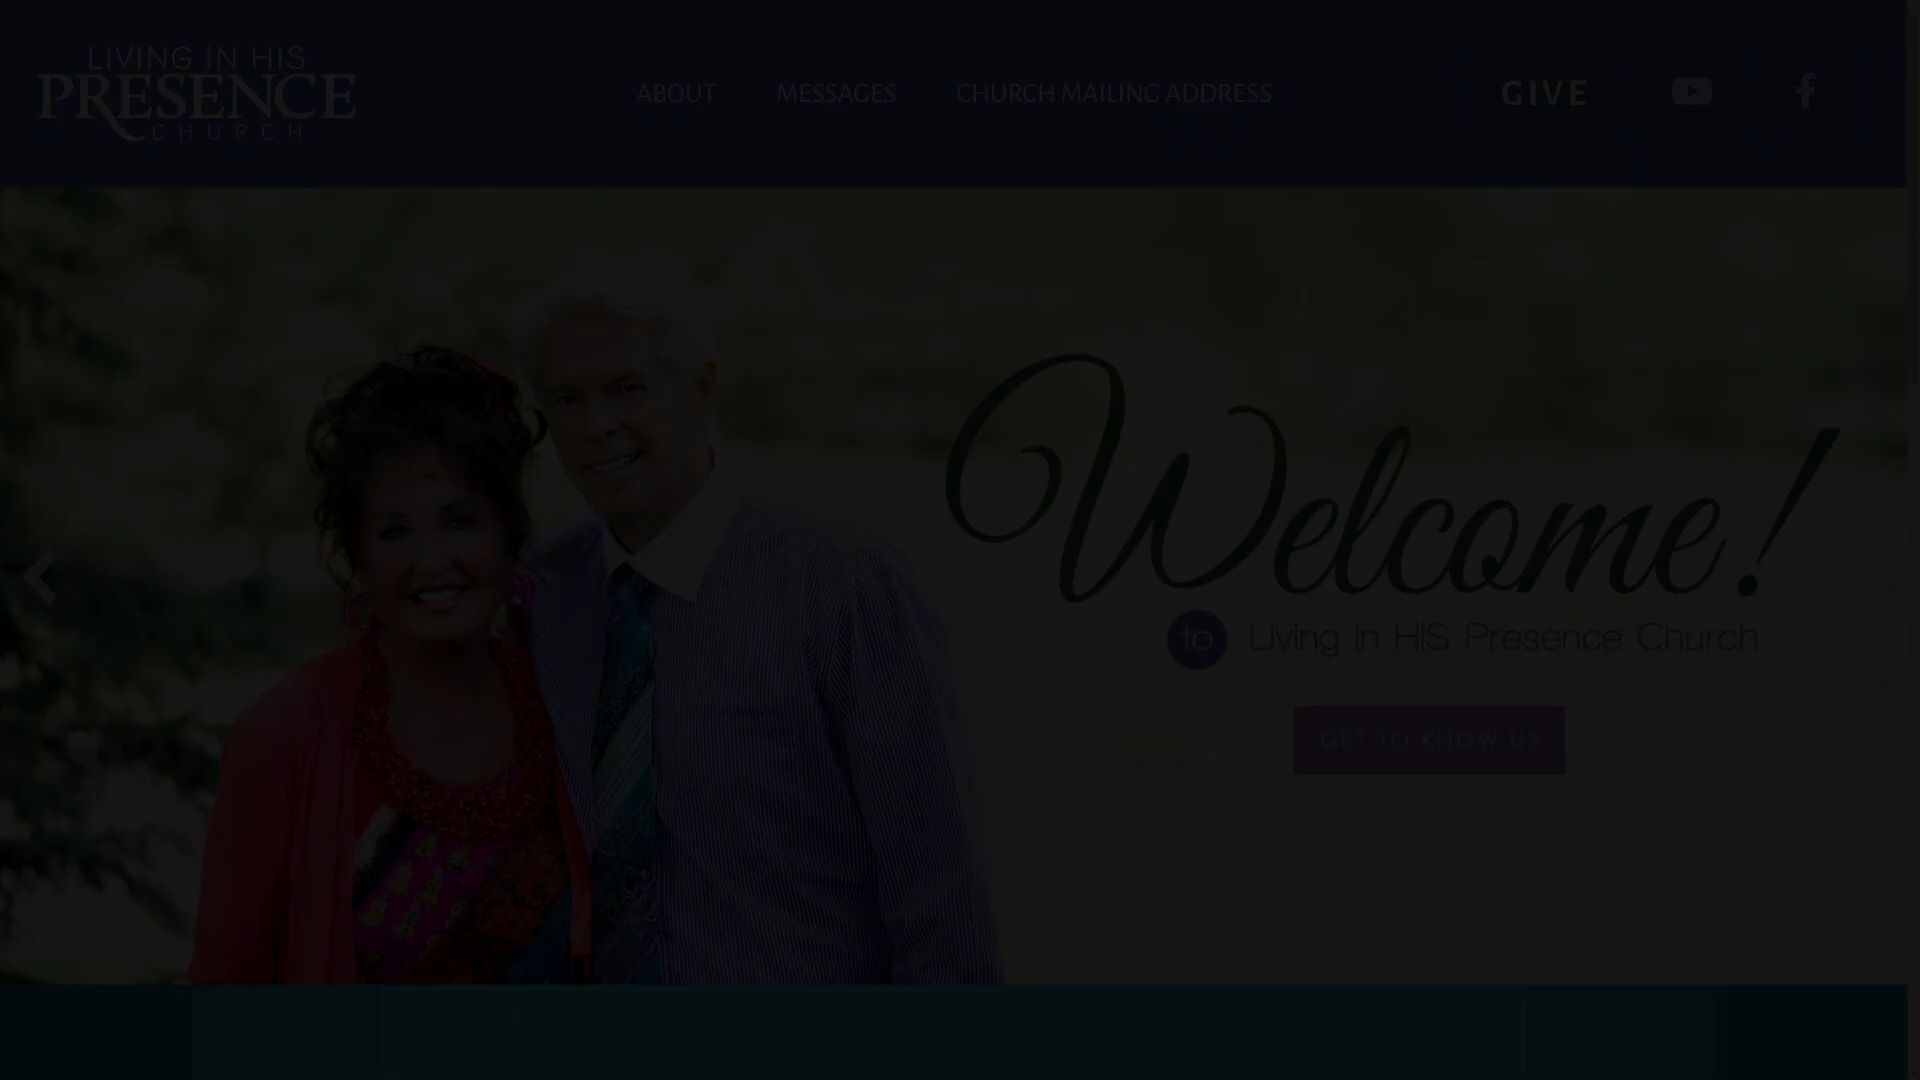 LIVING IN HIS
PRESENCE
CHURCH
ABOUT
MESSAGES
CHURCH MAILING ADDRESS
GIVE
Welcome!
to Living in HIS Presence Church
GET TO KNOW US